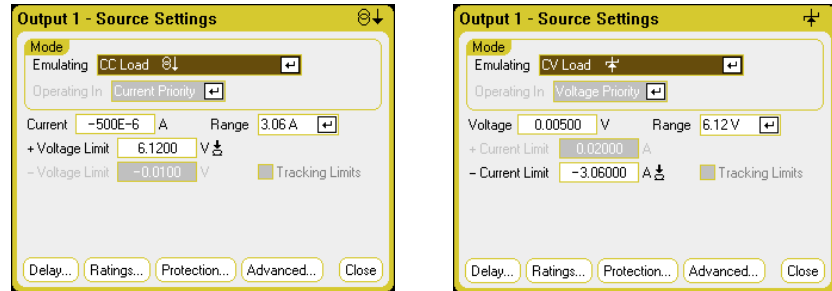 Output 1 - Source Settings
Mode
Emulating CC Load
Operating In Current Priority
Current -500E-6 A Range 3.06 A
+ Voltage Limit 6.1200 V
- Voltage Limit -0.0100 V Tracking Limits
Delay... Ratings... Protection... Advanced... Close
Output 1 - Source Settings
Mode
Emulating CV Load
Operating In Voltage Priority
Voltage 0.00500 V Range 6.12 V
+ Current Limit 0.02000 A
- Current Limit -3.06000 A Tracking Limits
Delay... Ratings... Protection... Advanced... Close